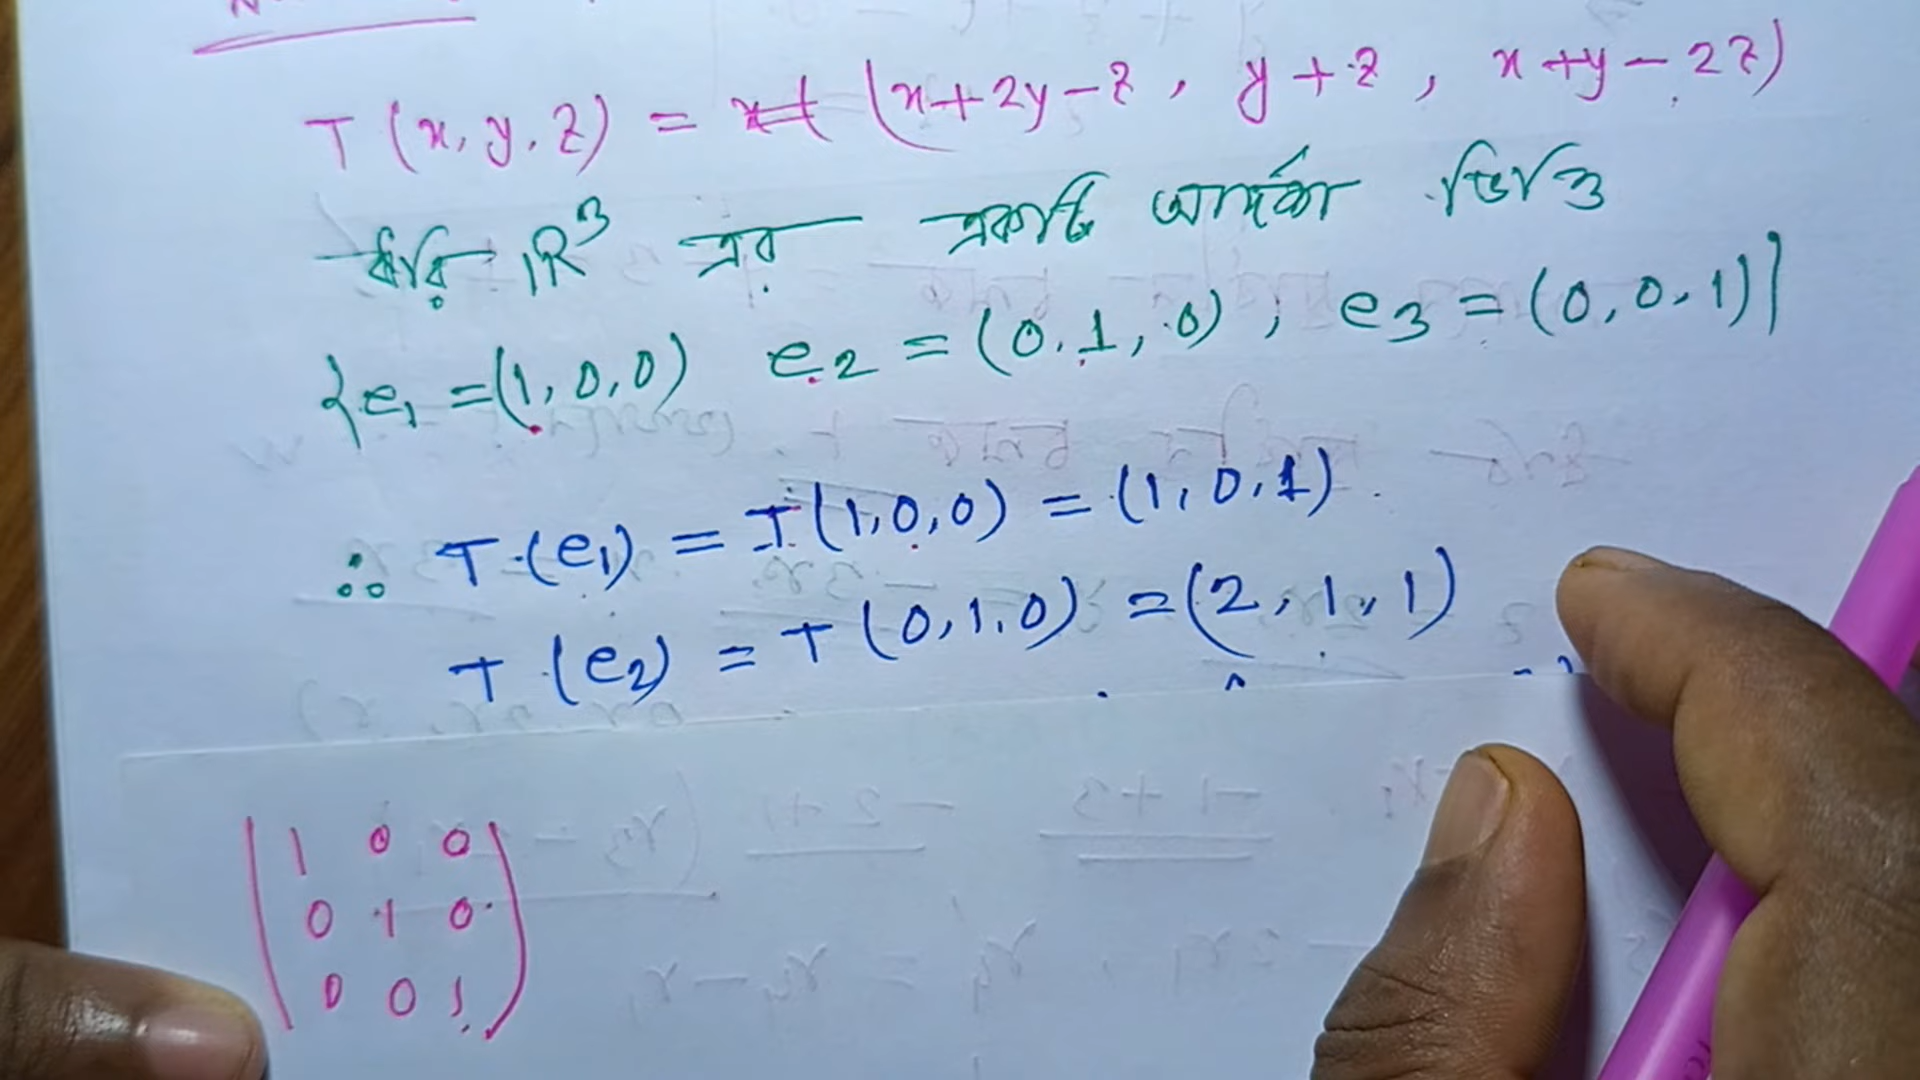 T(x, y, z) = (x+2y-z, y+z, x+y-2z)
ধরি ℝ³ এর একটি আদর্শ ভিত্তি
{e₁ =(1, 0, 0) e₂ = (0, 1, 0), e₃ = (0, 0, 1)}
∴ T(e₁) = T(1, 0, 0) = (1, 0, 1)
T(e₂) = T(0, 1, 0) = (2, 1, 1)
1 0 0
0 1 0
0 0 1